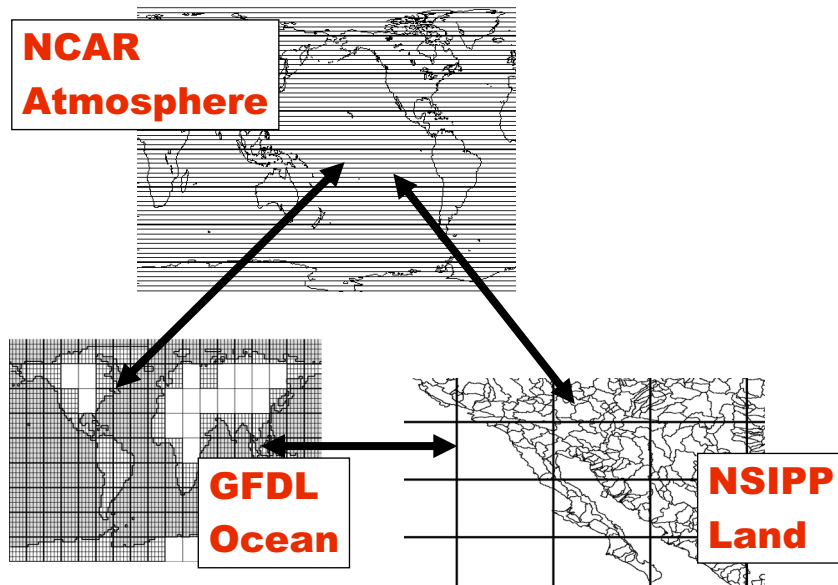 NCAR
Atmosphere
GFDL
Ocean
NSIPP
Land